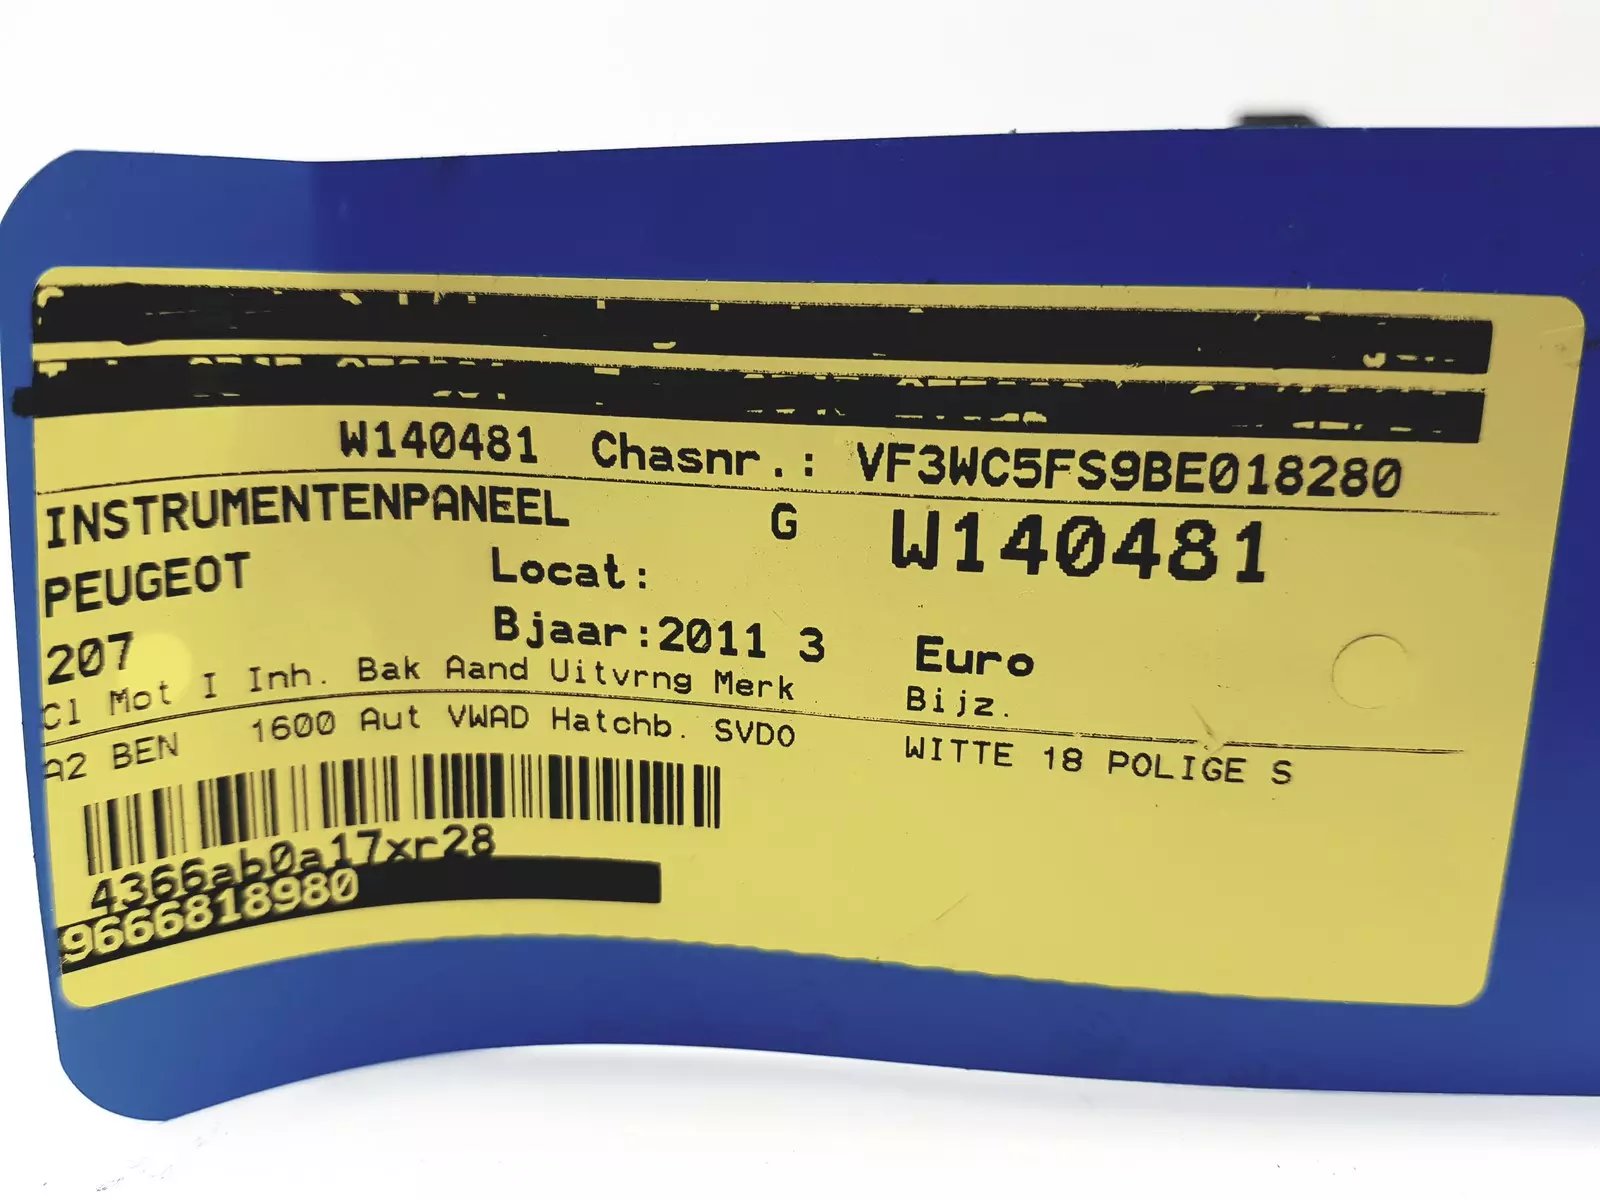 W140481 Chasnr.: VF3WC5FS9BE018280
INSTRUMENTENPANEEL G W140481
PEUGEOT Locat:
207 Bjaar:2011 3 Euro
Cl Mot I Inh. Bak Aand Uitvrng Merk Bijz.
A2 BEN 1600 Aut VWAD Hatchb. SVDO WITTE 18 POLIGE S
4366ab0a17xr28
9666818980